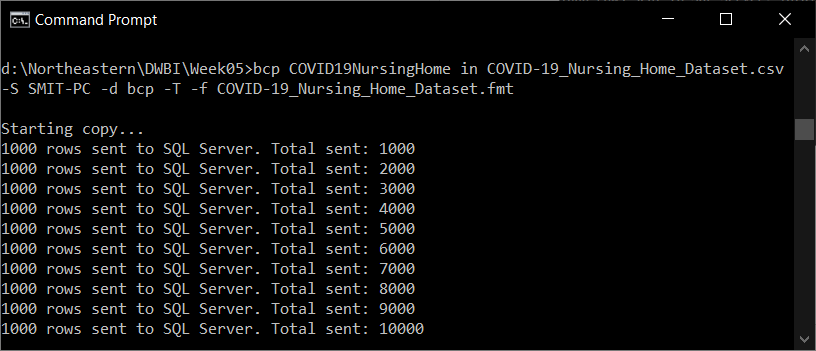 Command Prompt
d:\Northeastern\DWBI\Week05>bcp COVID19NursingHome in COVID-19_Nursing_Home_Dataset.csv
-S SMIT-PC -d bcp -T -f COVID-19_Nursing_Home_Dataset.fmt
Starting copy...
1000 rows sent to SQL Server. Total sent: 1000
1000 rows sent to SQL Server. Total sent: 2000
1000 rows sent to SQL Server. Total sent: 3000
1000 rows sent to SQL Server. Total sent: 4000
1000 rows sent to SQL Server. Total sent: 5000
1000 rows sent to SQL Server. Total sent: 6000
1000 rows sent to SQL Server. Total sent: 7000
1000 rows sent to SQL Server. Total sent: 8000
1000 rows sent to SQL Server. Total sent: 9000
1000 rows sent to SQL Server. Total sent: 10000